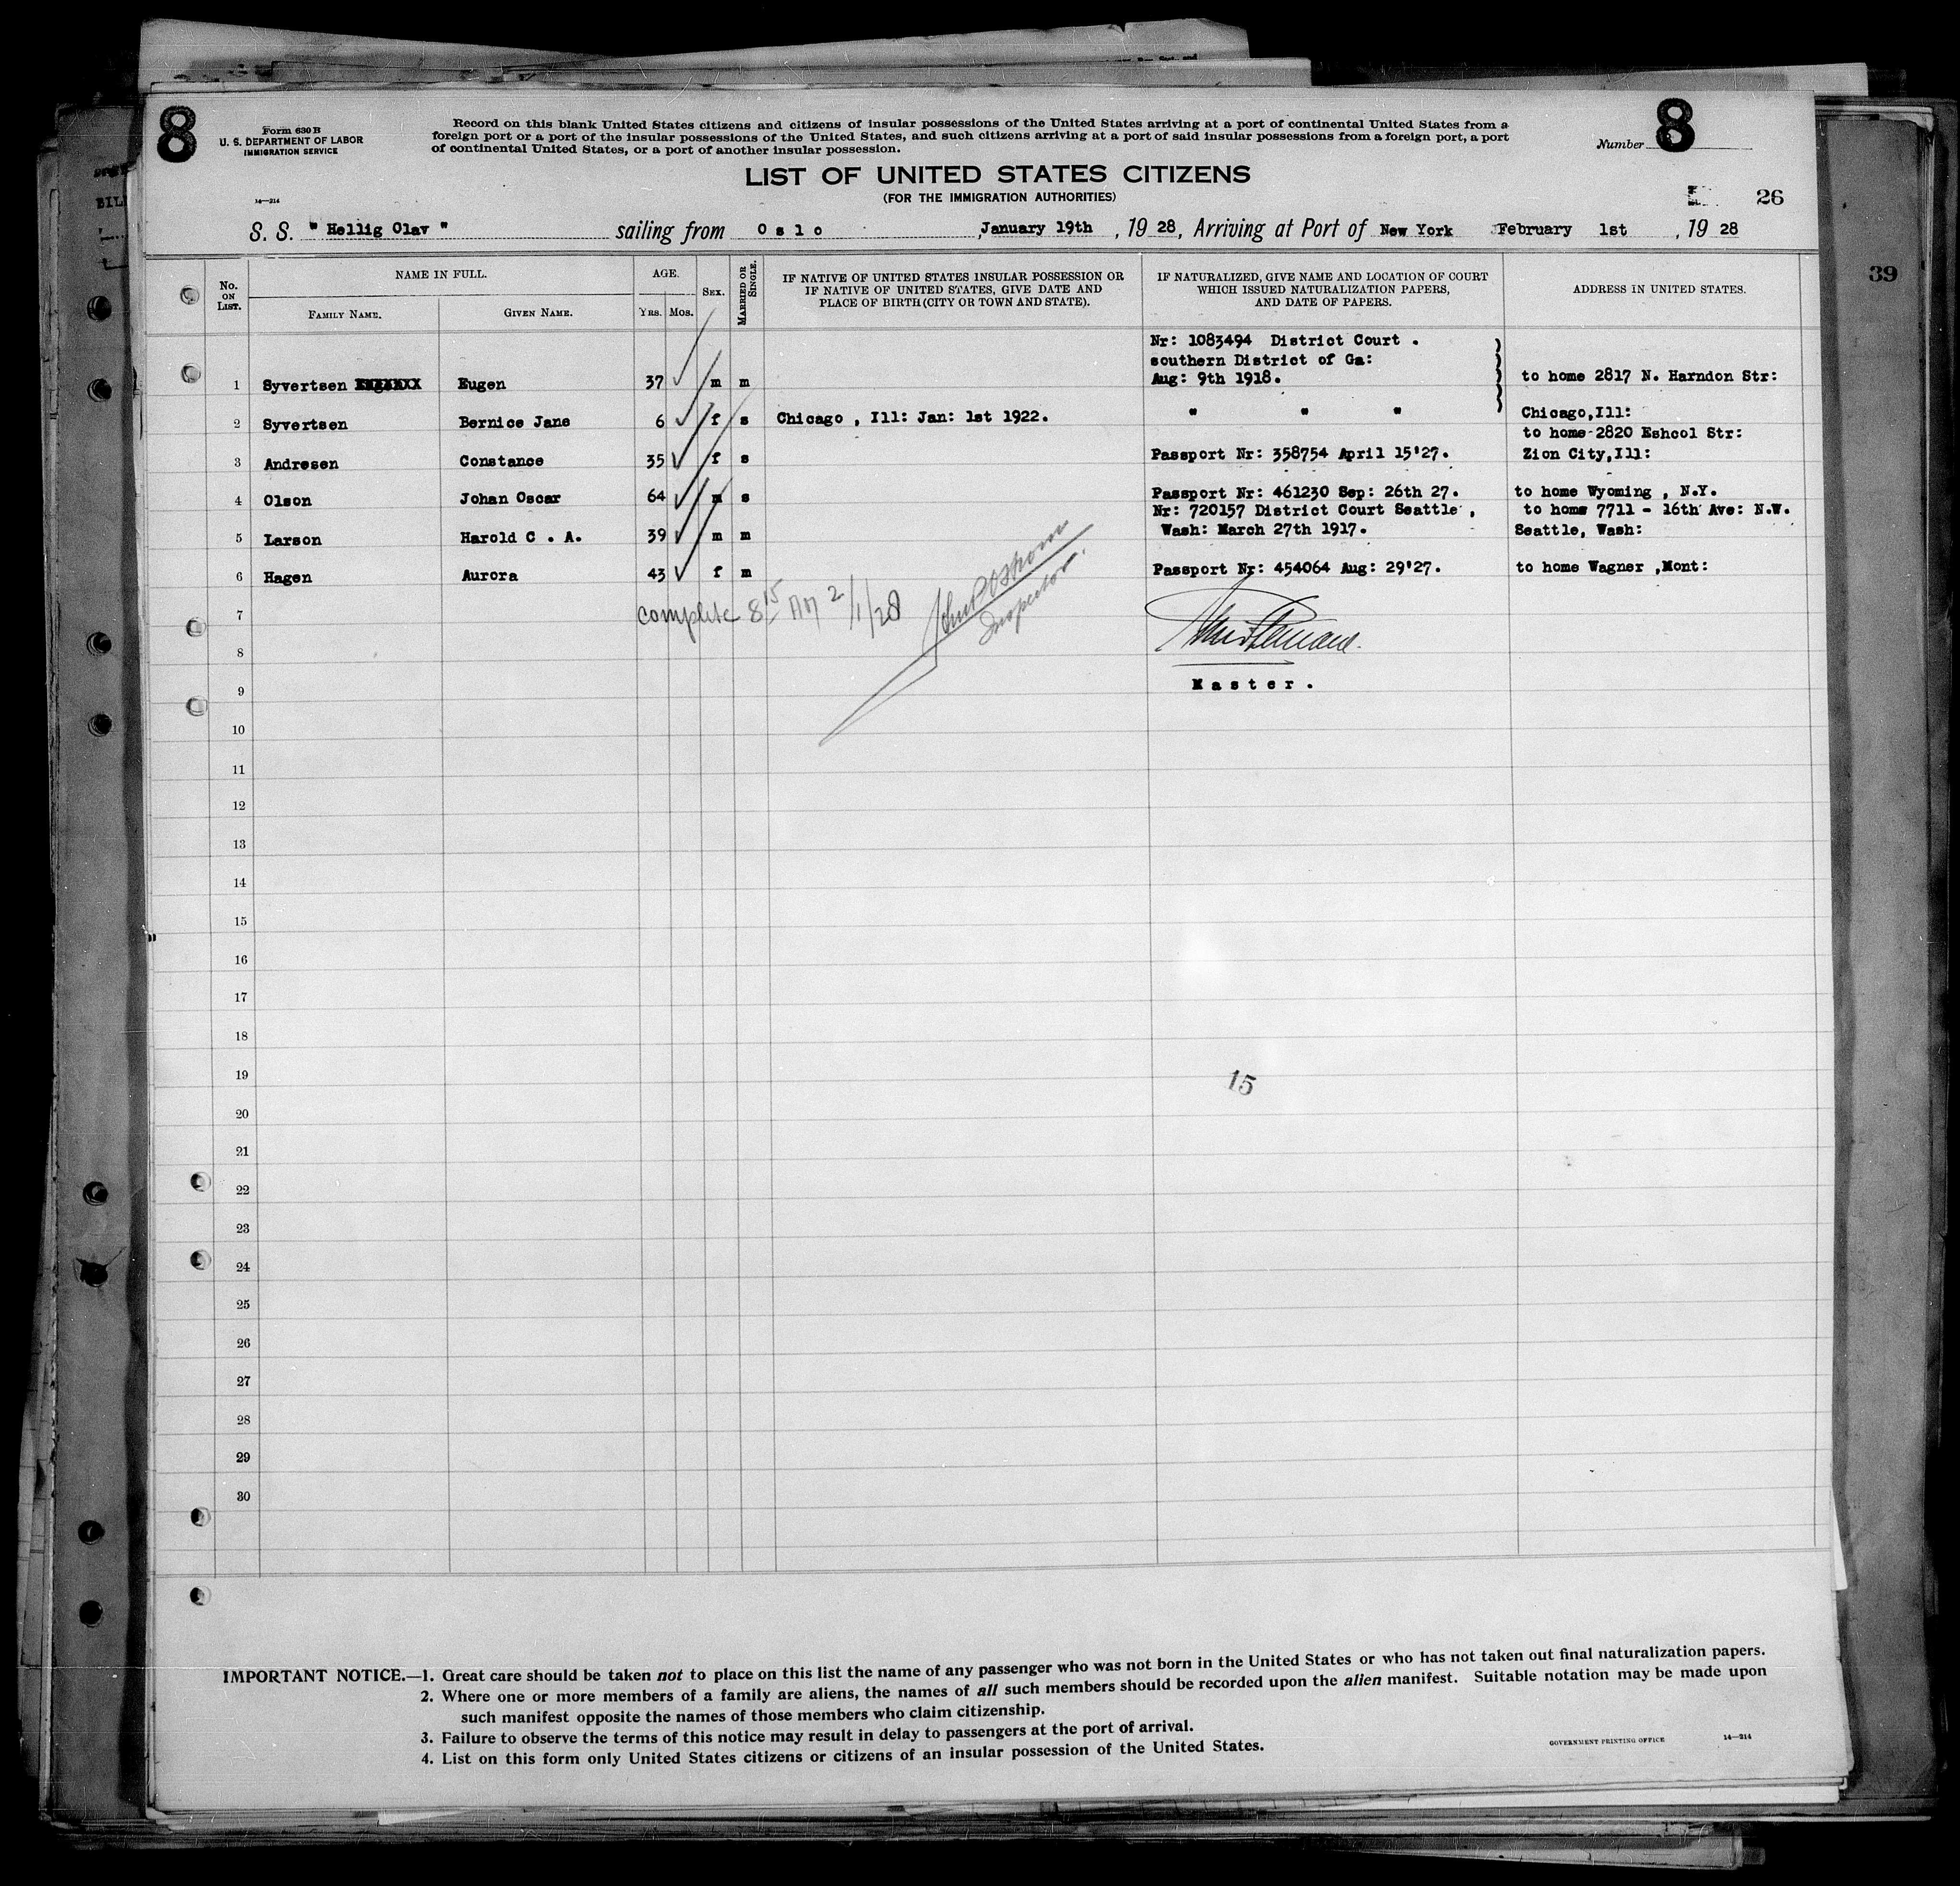 8
Form 630 B
U. S. DEPARTMENT OF LABOR
IMMIGRATION SERVICE
14—214
Record on this blank United States citizens and citizens of insular possessions of the United States arriving at a port of continental United States from a
foreign port or a port of the insular possessions of the United States, and such citizens arriving at a port of said insular possessions from a foreign port, a port
of continental United States, or a port of another insular possession.
Number 8
LIST OF UNITED STATES CITIZENS
(FOR THE IMMIGRATION AUTHORITIES)
26
S. S. " Hellig Olav " sailing from Oslo , January 19th , 1928, Arriving at Port of New York February 1st , 1928
39
No. ON LIST.
NAME IN FULL.
FAMILY NAME.
GIVEN NAME.
AGE.
YRS. MOS.
SEX.
MARRIED OR SINGLE.
IF NATIVE OF UNITED STATES INSULAR POSSESSION OR
IF NATIVE OF UNITED STATES, GIVE DATE AND
PLACE OF BIRTH (CITY OR TOWN AND STATE).
IF NATURALIZED, GIVE NAME AND LOCATION OF COURT
WHICH ISSUED NATURALIZATION PAPERS,
AND DATE OF PAPERS.
ADDRESS IN UNITED STATES.
Nr: 1083494 District Court .
southern District of Ga:
1 Syvertsen Eugen 37 m m Aug: 9th 1918. to home 2817 N. Harndon Str:
2 Syvertsen Bernice Jane 6 f s Chicago , Ill: Jan: 1st 1922. " " " Chicago,Ill:
to home 2820 Eshcol Str:
3 Andresen Constance 35 f s Passport Nr: 358754 April 15'27. Zion City,Ill:
4 Olson Johan Oscar 64 m s Passport Nr: 461230 Sep: 26th 27. to home Wyoming , N.Y.
Nr: 720157 District Court Seattle , to home 7711 - 16th Ave: N.W.
5 Larson Harold C . A. 39 m m Wash: March 27th 1917. Seattle, Wash:
6 Hagen Aurora 43 f m Passport Nr: 454064 Aug: 29'27. to home Wagner ,Mont:
7 complete 8 15 AM 2/1/28
Inspector.
8
9 Master .
10
11
12
13
14
15
16
17
18
19
15
20
21
22
23
24
25
26
27
28
29
30
IMPORTANT NOTICE.—1. Great care should be taken not to place on this list the name of any passenger who was not born in the United States or who has not taken out final naturalization papers.
2. Where one or more members of a family are aliens, the names of all such members should be recorded upon the alien manifest. Suitable notation may be made upon
such manifest opposite the names of those members who claim citizenship.
3. Failure to observe the terms of this notice may result in delay to passengers at the port of arrival.
4. List on this form only United States citizens or citizens of an insular possession of the United States.
GOVERNMENT PRINTING OFFICE 14—214